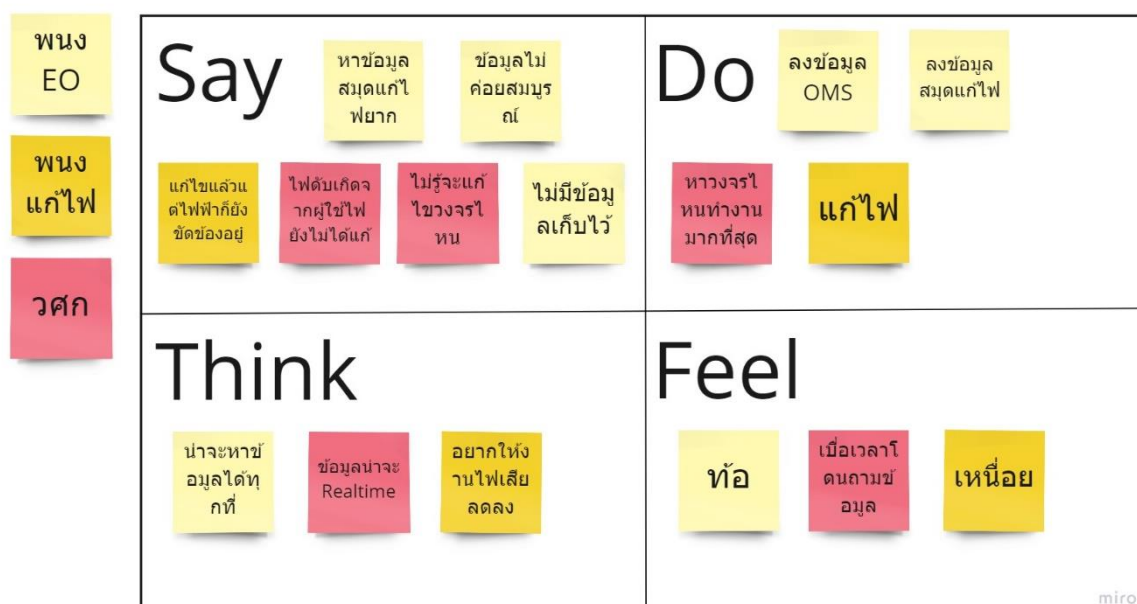 พนง
EO
พนง
แก้ไฟ
วศก
Say
หาข้อมูล
สมุดแก้ไ
ฟยาก
ข้อมูลไม่
ค่อยสมบูร
ณ์
แก้ไขแล้วแ
ต่ไฟฟ้าก็ยัง
ขัดข้องอยู่
ไฟดับเกิดจ
ากผู้ใช้ไฟ
ยังไม่ได้แก้
ไม่รู้จะแก้
ไขวงจรไ
หน
ไม่มีข้อมู
ลเก็บไว้
Do
ลงข้อมูล
OMS
ลงข้อมูล
สมุดแก้ไฟ
หาวงจรไ
หนทำงาน
มากที่สุด
แก้ไฟ
Think
น่าจะหาข้
อมูลได้ทุ
กที่
ข้อมูลน่าจะ
Realtime
อยากให้ง
านไฟเสีย
ลดลง
Feel
ท้อ
เบื่อเวลาโ
ดนถามข้
อมูล
เหนื่อย
miro